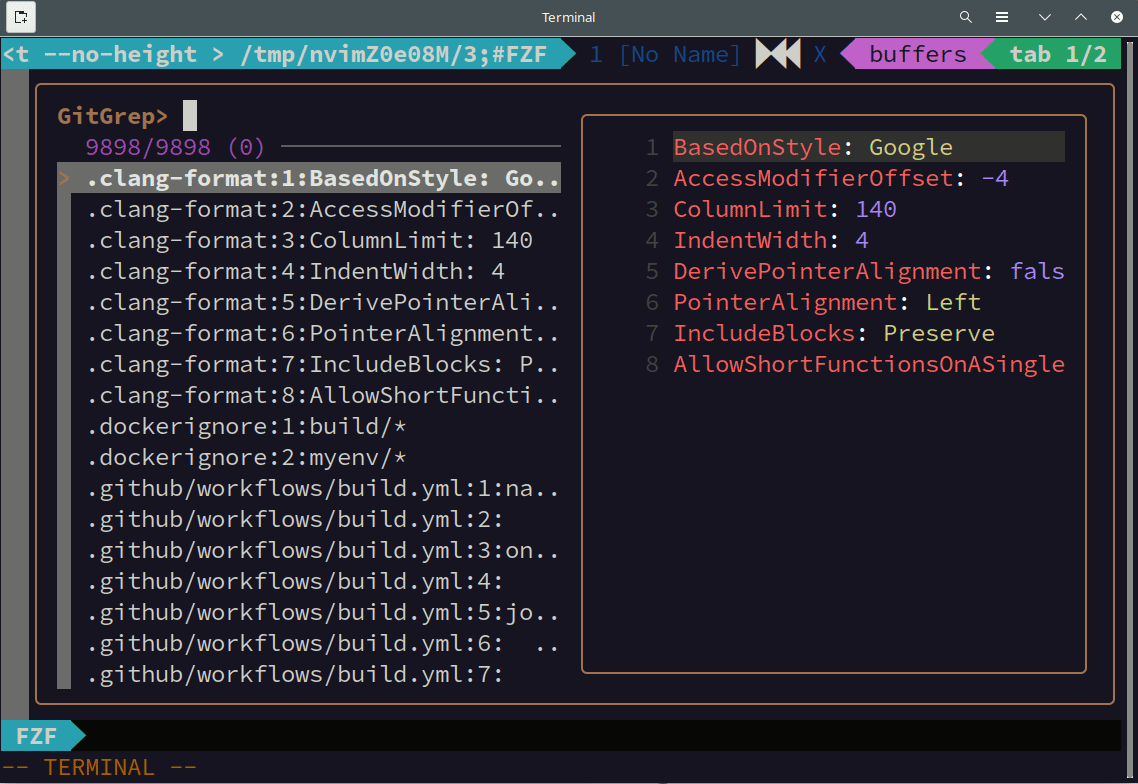 Terminal
<t --no-height > /tmp/nvimZ0e08M/3;#FZF 1 [No Name] X buffers tab 1/2
GitGrep>
9898/9898 (0)
> .clang-format:1:BasedOnStyle: Go..
.clang-format:2:AccessModifierOf..
.clang-format:3:ColumnLimit: 140
.clang-format:4:IndentWidth: 4
.clang-format:5:DerivePointerAli..
.clang-format:6:PointerAlignment..
.clang-format:7:IncludeBlocks: P..
.clang-format:8:AllowShortFuncti..
.dockerignore:1:build/*
.dockerignore:2:myenv/*
.github/workflows/build.yml:1:na..
.github/workflows/build.yml:2:
.github/workflows/build.yml:3:on..
.github/workflows/build.yml:4:
.github/workflows/build.yml:5:jo..
.github/workflows/build.yml:6:  ..
.github/workflows/build.yml:7:
1 BasedOnStyle: Google
2 AccessModifierOffset: -4
3 ColumnLimit: 140
4 IndentWidth: 4
5 DerivePointerAlignment: fals
6 PointerAlignment: Left
7 IncludeBlocks: Preserve
8 AllowShortFunctionsOnASingle
FZF
-- TERMINAL --